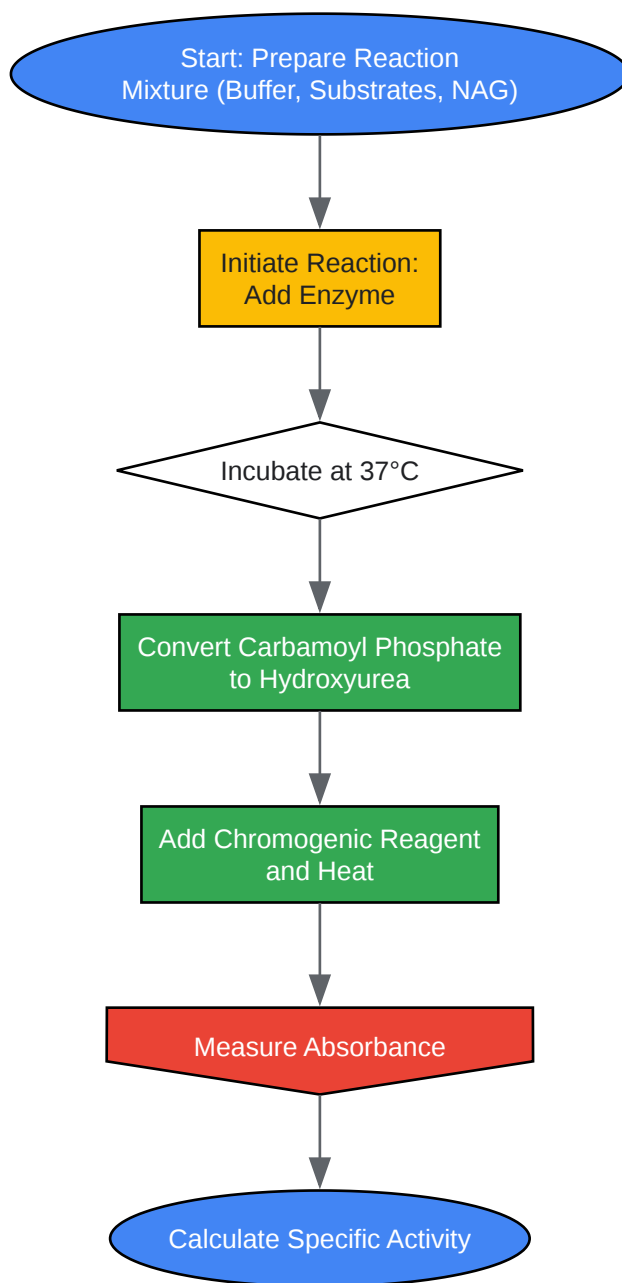 Start: Prepare Reaction
Mixture (Buffer, Substrates, NAG)
Initiate Reaction:
Add Enzyme
Incubate at 37°C
Convert Carbamoyl Phosphate
to Hydroxyurea
Add Chromogenic Reagent
and Heat
Measure Absorbance
Calculate Specific Activity